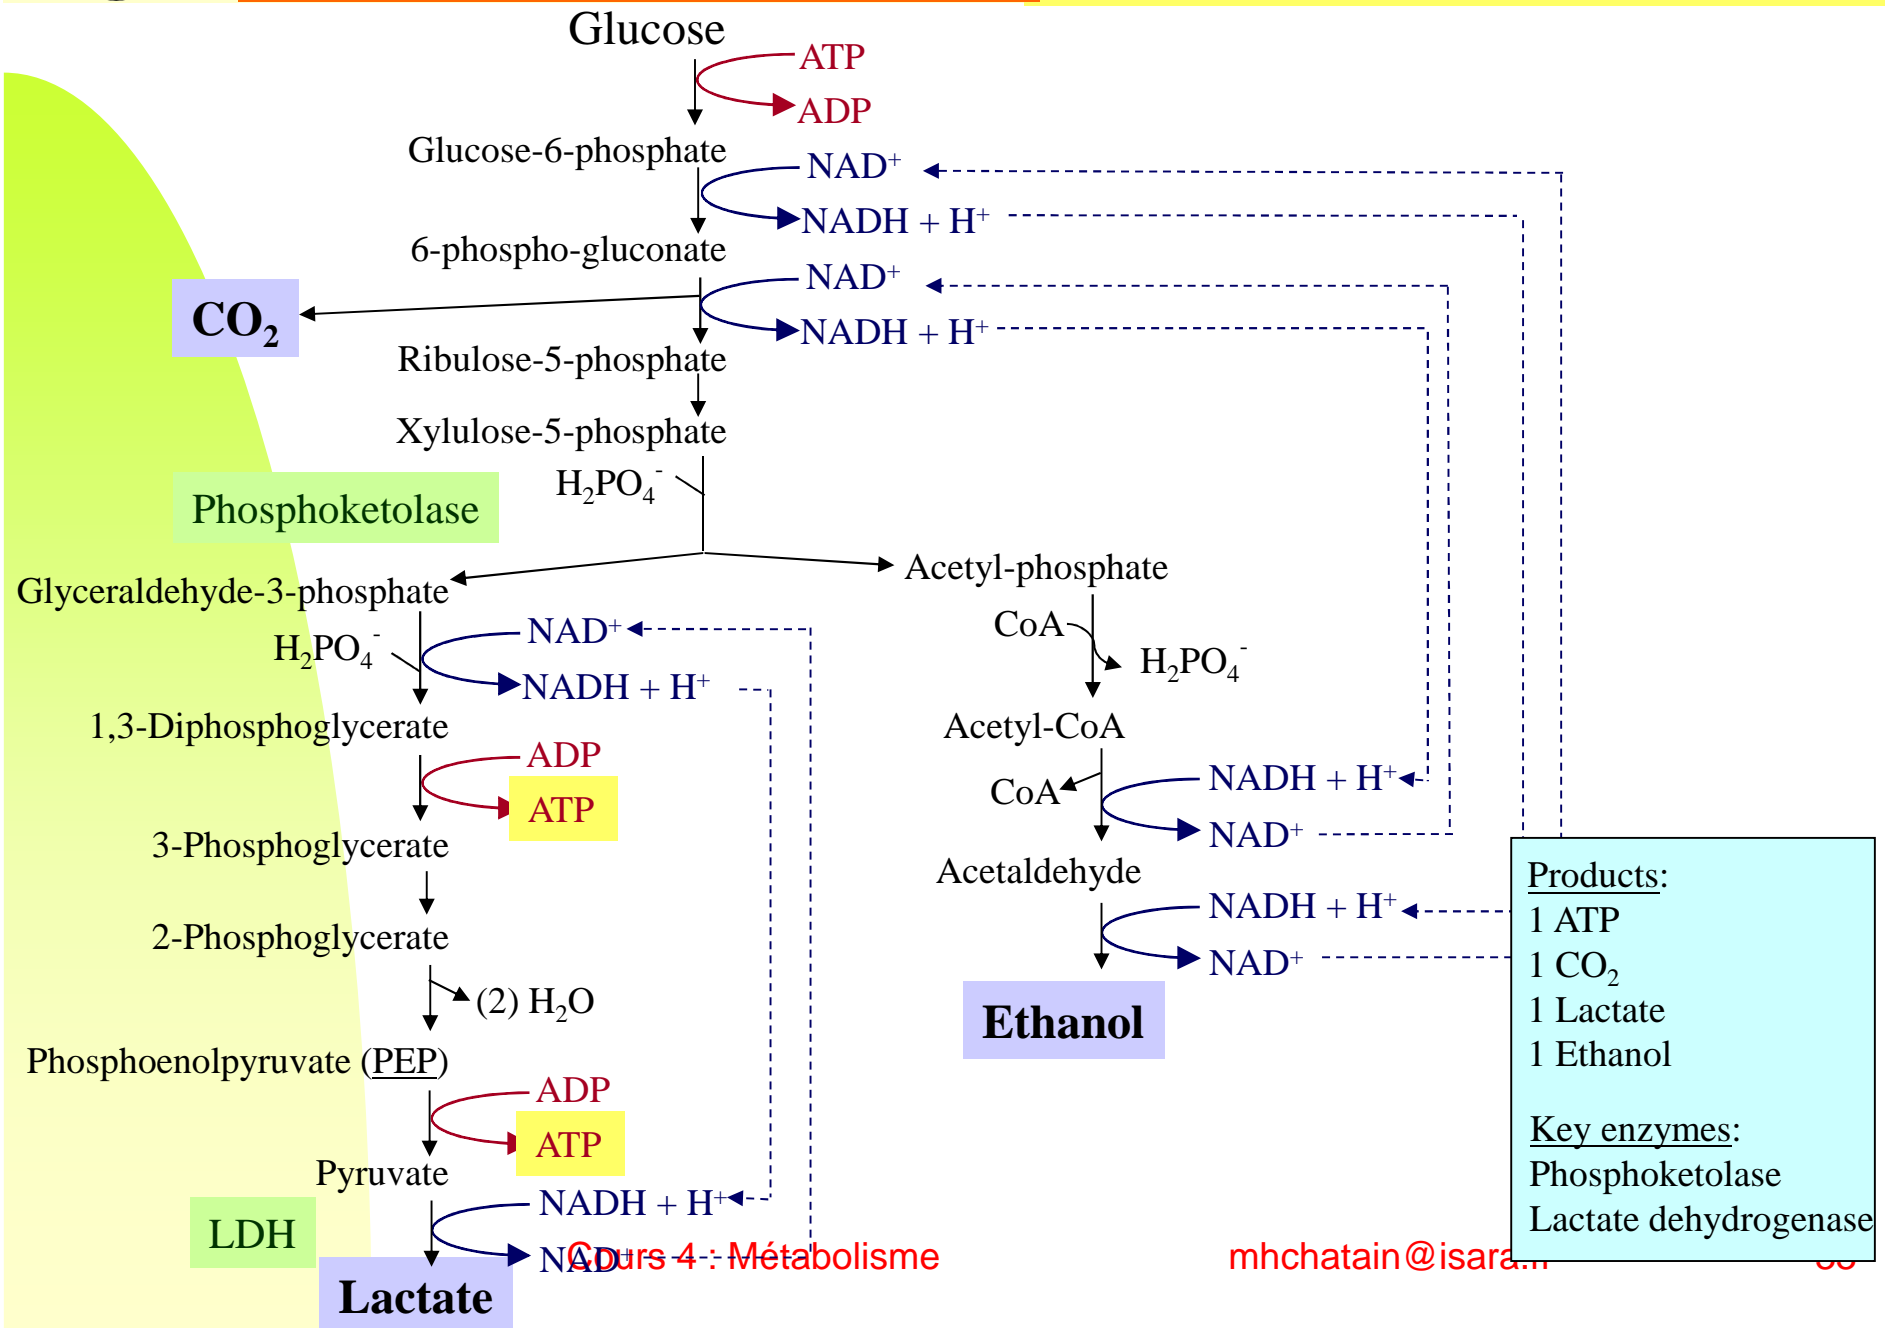 Glucose
ATP
ADP
Glucose-6-phosphate
NAD⁺
NADH + H⁺
6-phospho-gluconate
NAD⁺
CO₂
NADH + H⁺
Ribulose-5-phosphate
Xylulose-5-phosphate
H₂PO₄⁻
Phosphoketolase
Acetyl-phosphate
Glyceraldehyde-3-phosphate
NAD⁺
H₂PO₄⁻
NADH + H⁺
1,3-Diphosphoglycerate
ADP
ATP
3-Phosphoglycerate
2-Phosphoglycerate
(2) H₂O
Phosphoenolpyruvate (PEP)
ADP
ATP
Pyruvate
NADH + H⁺
LDH
NAD⁺
Lactate
CoA
H₂PO₄⁻
Acetyl-CoA
NADH + H⁺
CoA
NAD⁺
Acetaldehyde
NADH + H⁺
NAD⁺
Ethanol
Products:
1 ATP
1 CO₂
1 Lactate
1 Ethanol
Key enzymes:
Phosphoketolase
Lactate dehydrogenase
Cours 4 : Métabolisme